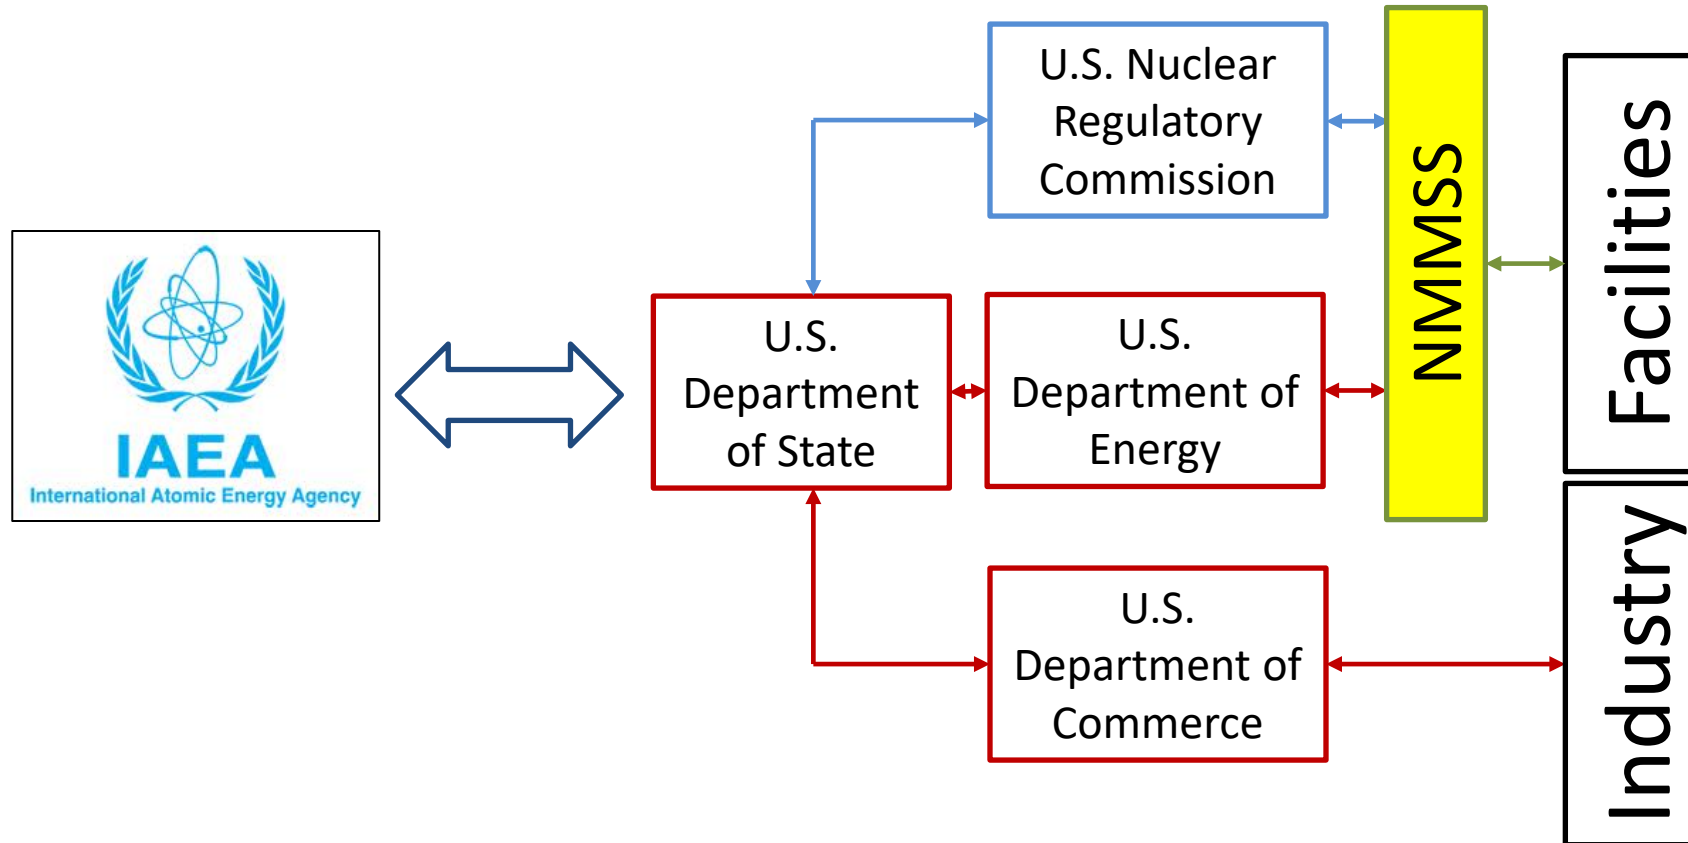 IAEA
International Atomic Energy Agency
U.S.
Department
of State
U.S. Nuclear
Regulatory
Commission
U.S.
Department of
Energy
U.S.
Department of
Commerce
NMMSS
Facilities
Industry